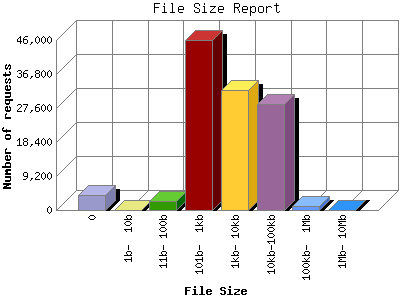 File Size Report
Number of requests
46,000
36,800
27,600
18,400
9,200
0
0
1b- 10b
11b- 100b
101b- 1kb
1kb- 10kb
10kb-100kb
100kb- 1Mb
1Mb- 10Mb
File Size